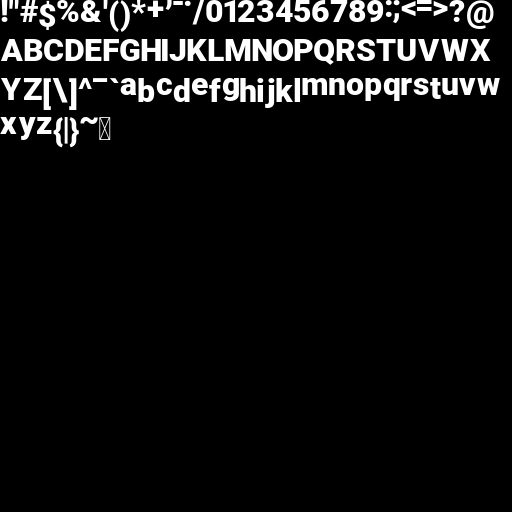 !"#$%&'()*+,-./0123456789:;<=>?@
ABCDEFGHIJKLMNOPQRSTUVWX
YZ[\]^_`abcdefghijklmnopqrstuvw
xyz{|}~